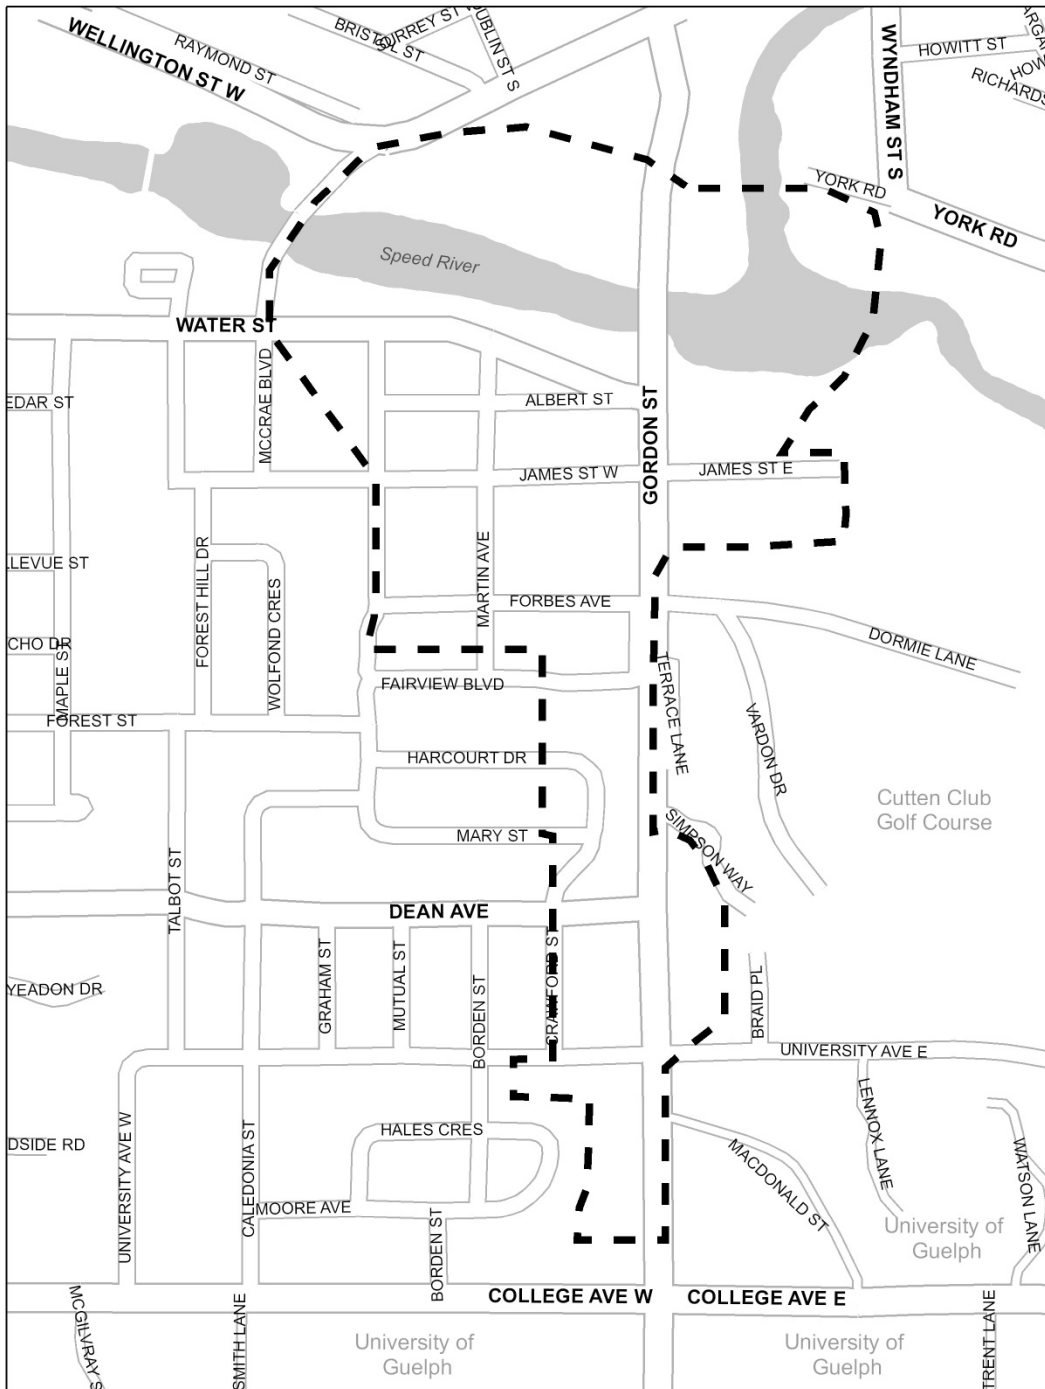 SURREY ST W
DUBLIN ST S
BRISTOL ST
RAYMOND ST
WELLINGTON ST W
WYNDHAM ST S
HOWITT ST
RICHARDS
YORK RD
YORK RD
Speed River
WATER ST
MCCRAE BLVD
EDAR ST
ALBERT ST
GORDON ST
JAMES ST W
JAMES ST E
LLEVUE ST
FOREST HILL DR
WOLFOND CRES
MARTIN AVE
FORBES AVE
DORMIE LANE
CHO DR
MAPLE ST
FAIRVIEW BLVD
TERRACE LANE
VARDON DR
FOREST ST
HARCOURT DR
Cutten Club
Golf Course
MARY ST
SIMPSON WAY
TALBOT ST
DEAN AVE
YEADON DR
GRAHAM ST
MUTUAL ST
BORDEN ST
CRAWFORD ST
BRAID PL
UNIVERSITY AVE E
DSIDE RD
UNIVERSITY AVE W
CALEDONIA ST
HALES CRES
MOORE AVE
BORDEN ST
MACDONALD ST
LENNOX LANE
WATSON LANE
University of
Guelph
COLLEGE AVE W
COLLEGE AVE E
MCGILVRAY S
SMITH LANE
University of
Guelph
University of
Guelph
TRENT LANE